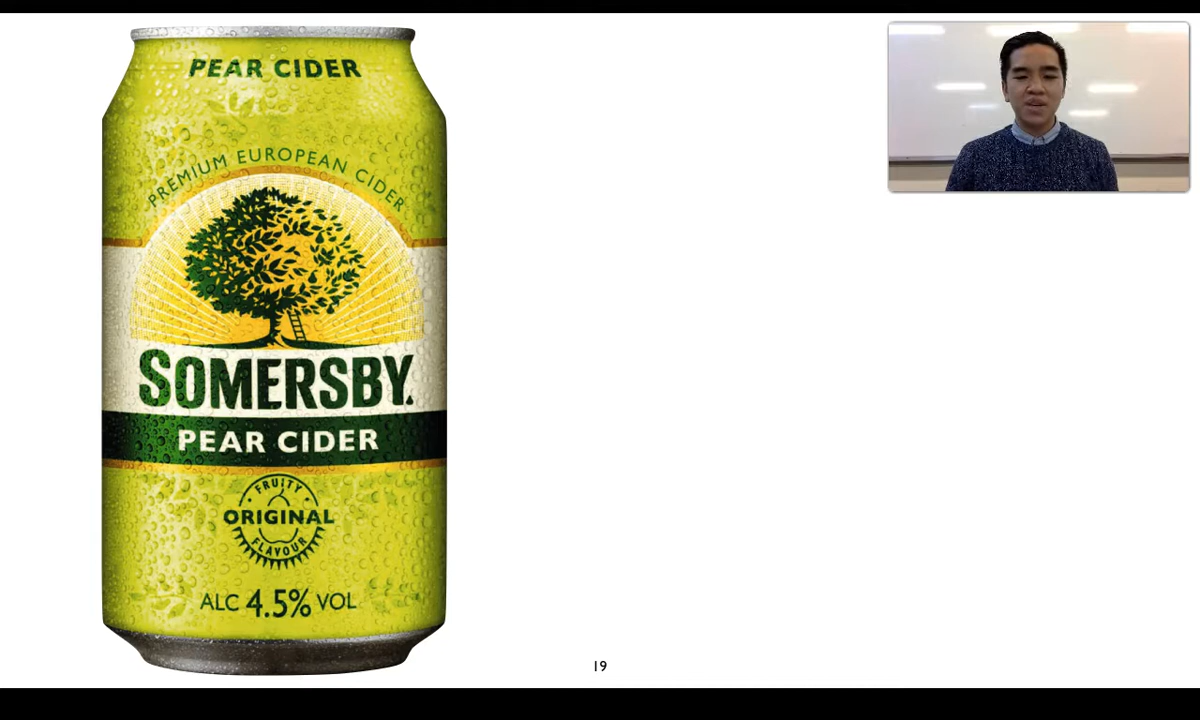 PEAR CIDER
PREMIUM EUROPEAN CIDER
SOMERSBY.
PEAR CIDER
FRUITY
ORIGINAL
FLAVOUR
ALC 4.5% VOL
19